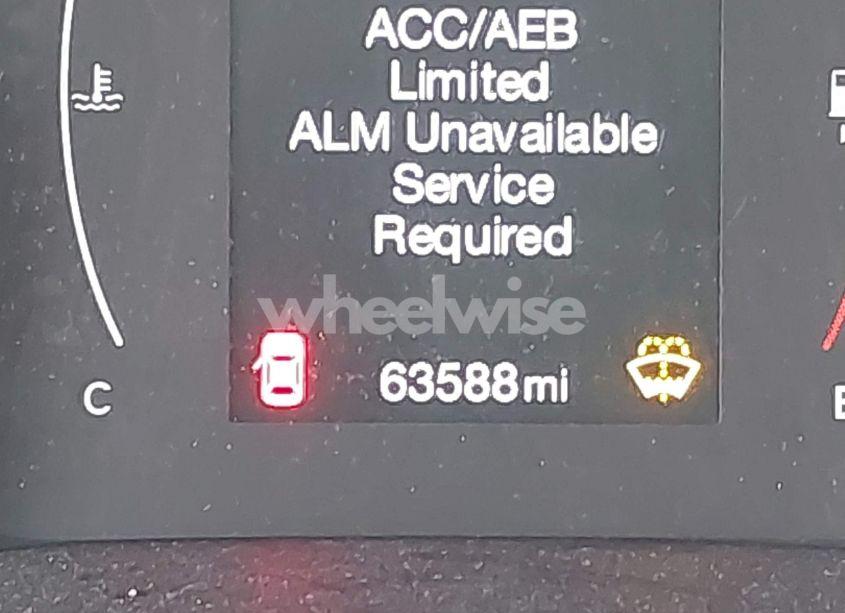 ACC/AEB
Limited
ALM Unavailable
Service
Required
wheelwise
63588mi
C